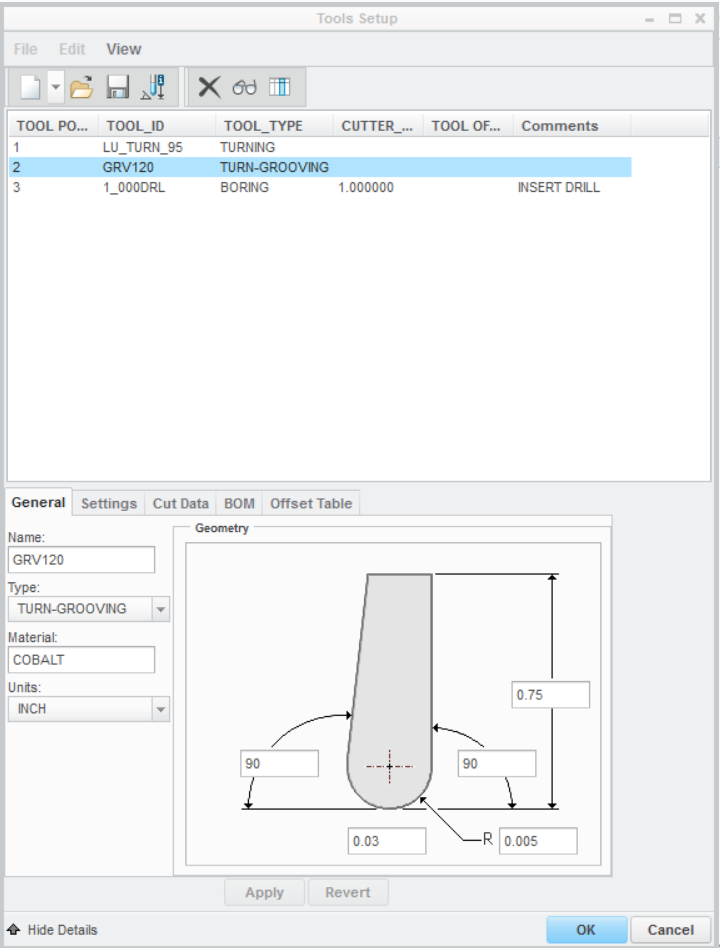 Tools Setup
File Edit View
TOOL PO... TOOL_ID TOOL_TYPE CUTTER_... TOOL OF... Comments
1 LU_TURN_95 TURNING
2 GRV120 TURN-GROOVING
3 1_000DRL BORING 1.000000 INSERT DRILL
General Settings Cut Data BOM Offset Table
Name:
GRV120
Type:
TURN-GROOVING
Material:
COBALT
Units:
INCH
Geometry
0.75
90
90
0.03
R 0.005
Apply Revert
Hide Details
OK Cancel